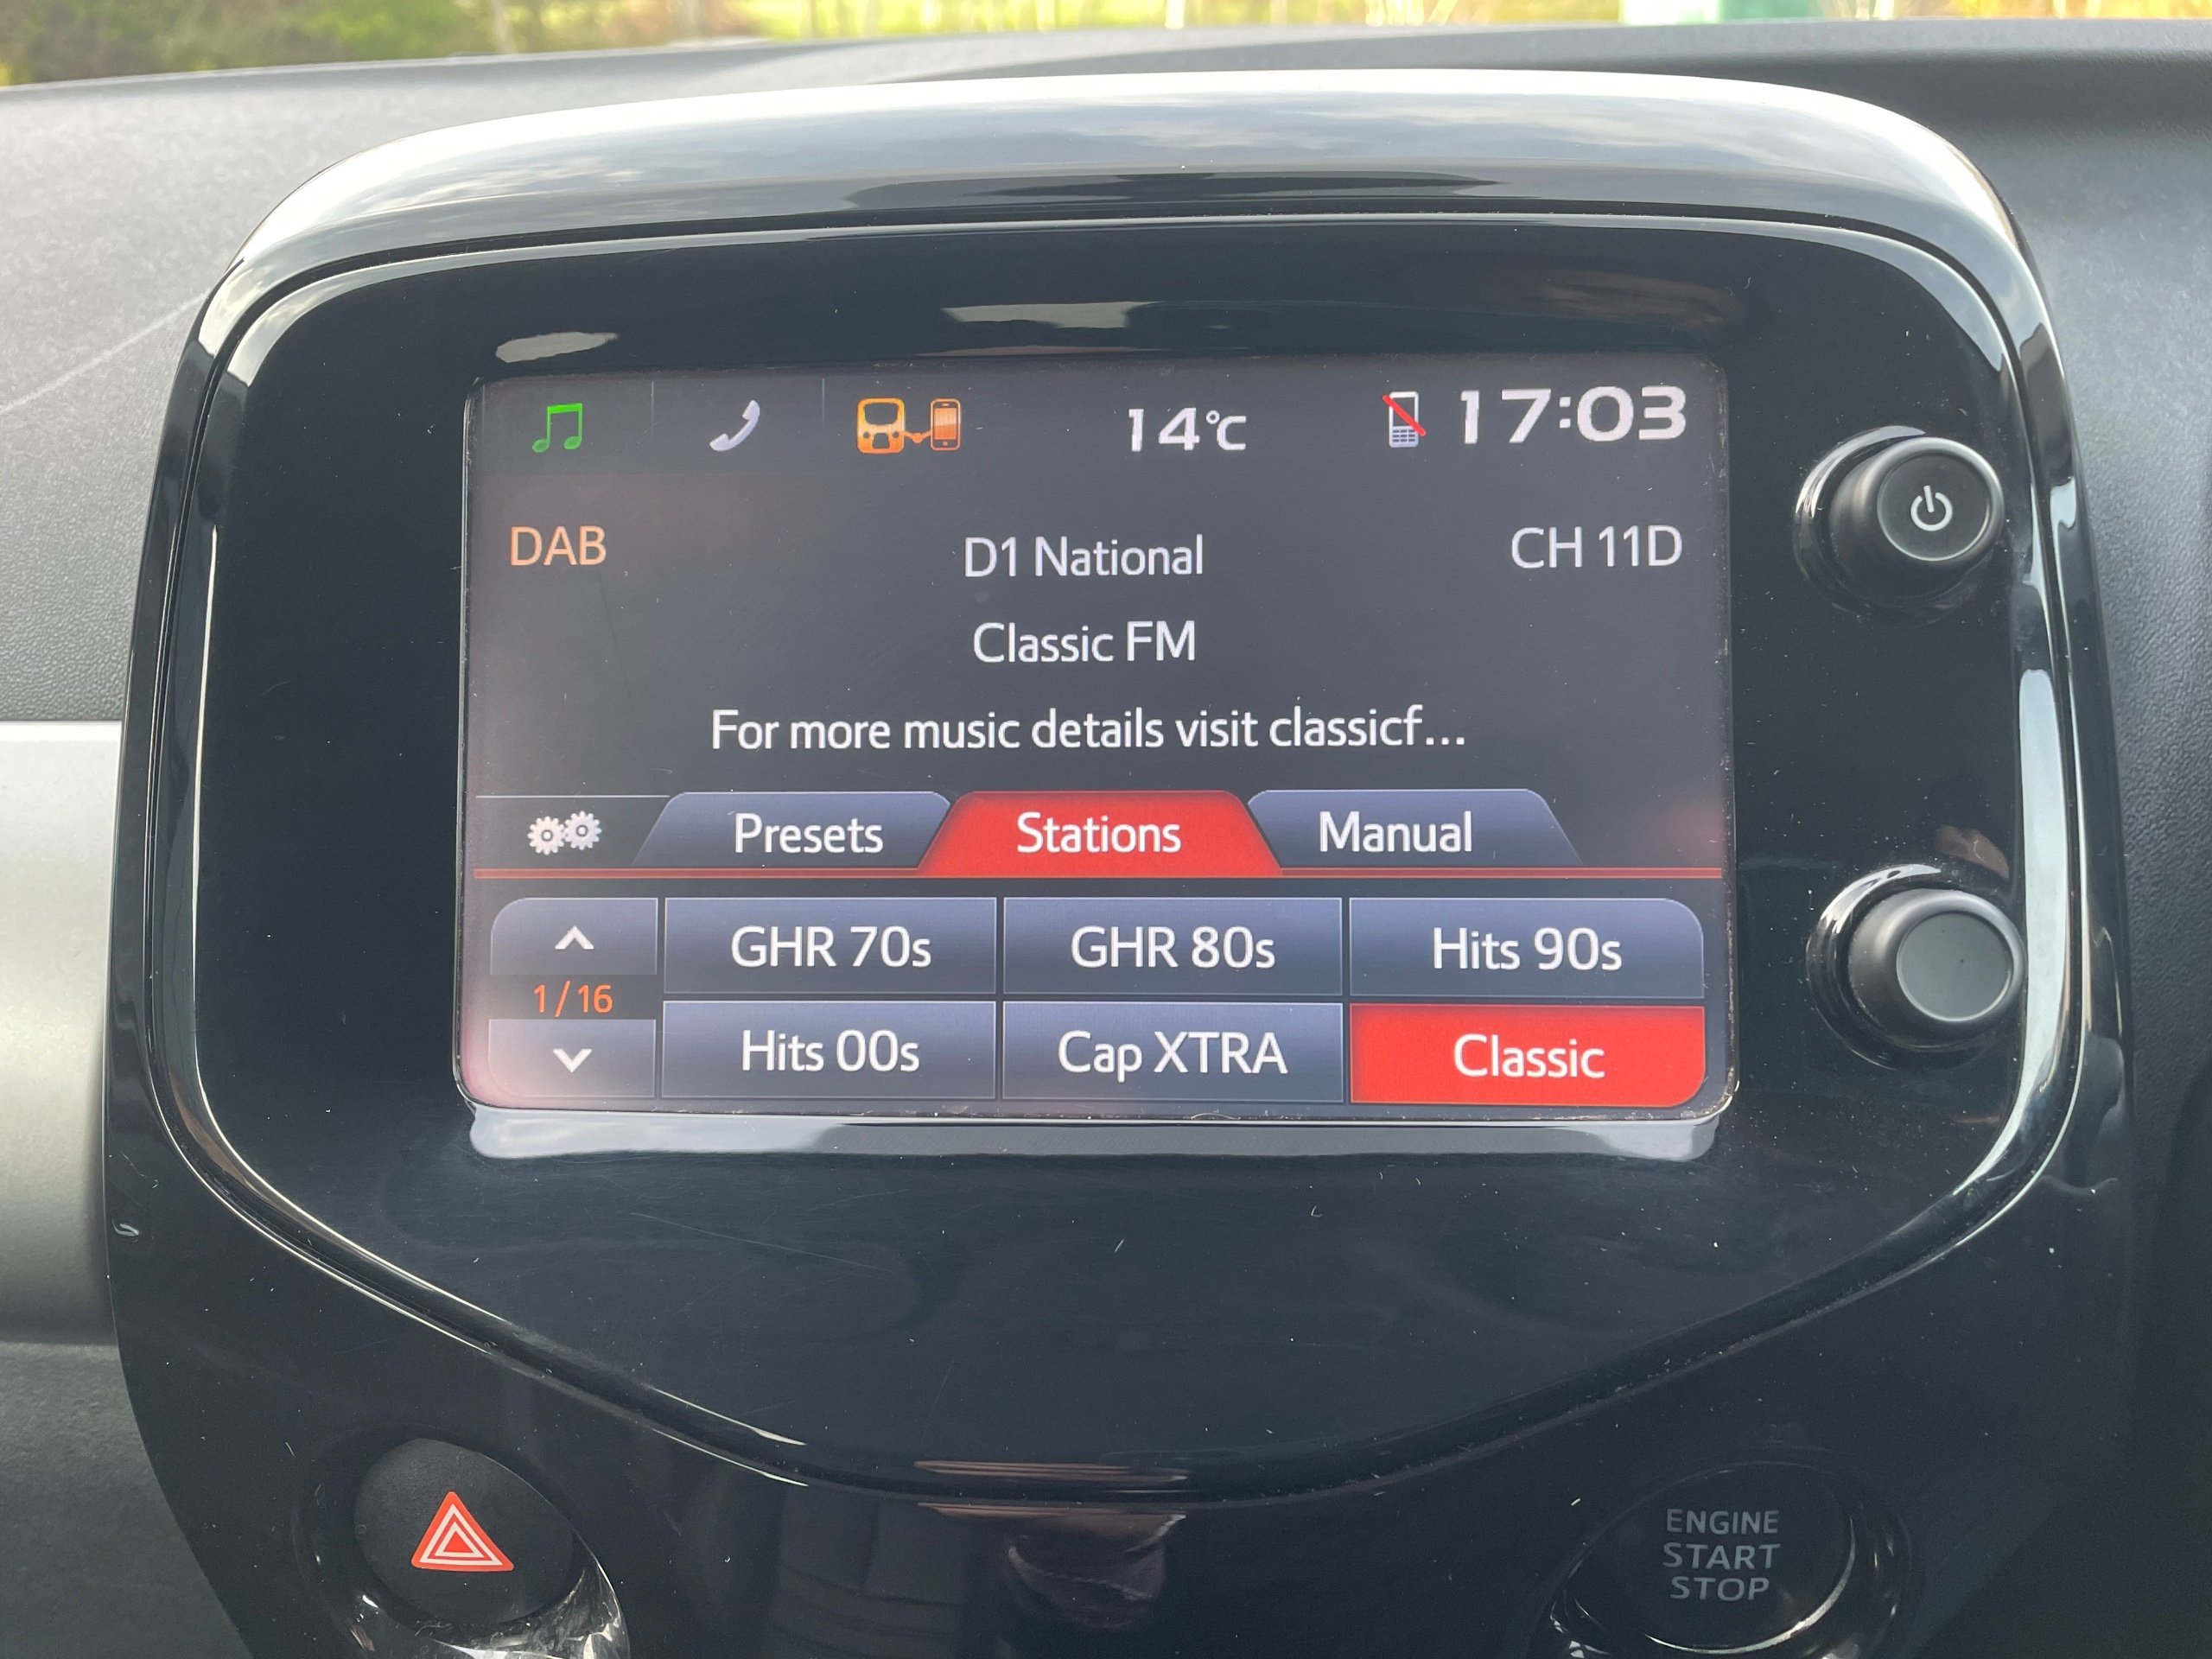 14°C 17:03
DAB D1 National CH 11D
Classic FM
For more music details visit classicf...
Presets Stations Manual
GHR 70s GHR 80s Hits 90s
1/16
Hits 00s Cap XTRA Classic
ENGINE
START
STOP